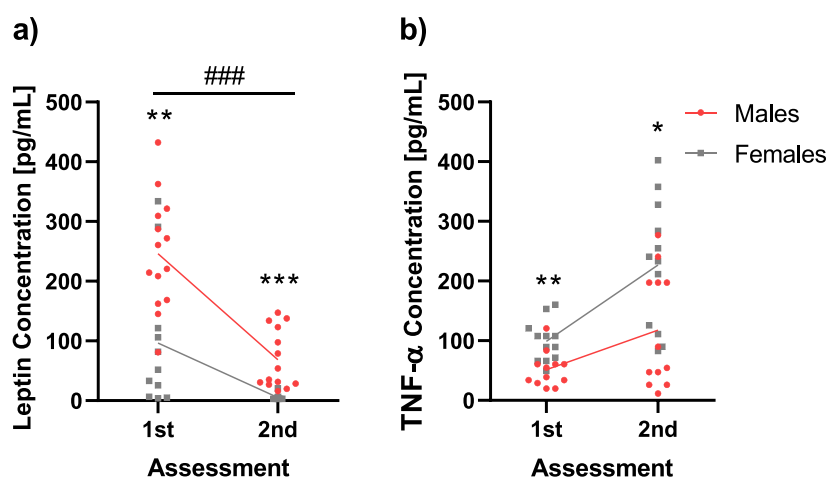 a)
###
Leptin Concentration [pg/mL]
500
400
300
200
100
0
**
***
1st
2nd
Assessment
b)
TNF-α Concentration [pg/mL]
500
400
300
200
100
0
**
*
1st
2nd
Assessment
Males
Females